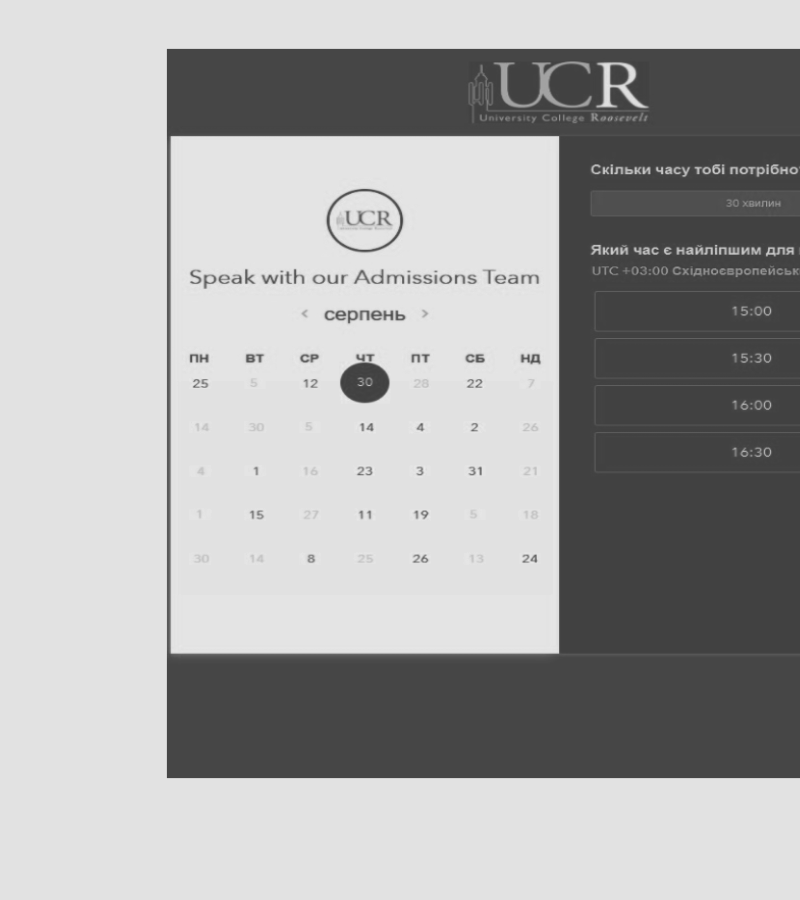 UCR
University College Roosevelt
UCR
Speak with our Admissions Team
< серпень >
ПН ВТ СР ЧТ ПТ СБ НД
25 5 12 30 28 22 7
14 30 5 14 4 2 26
4 1 16 23 3 31 21
1 15 27 11 19 5 18
30 14 8 25 26 13 24
Скільки часу тобі потрібно
30 хвилин
Який час є найліпшим для
UTC +03:00 Східноєвропейськ
15:00
15:30
16:00
16:30